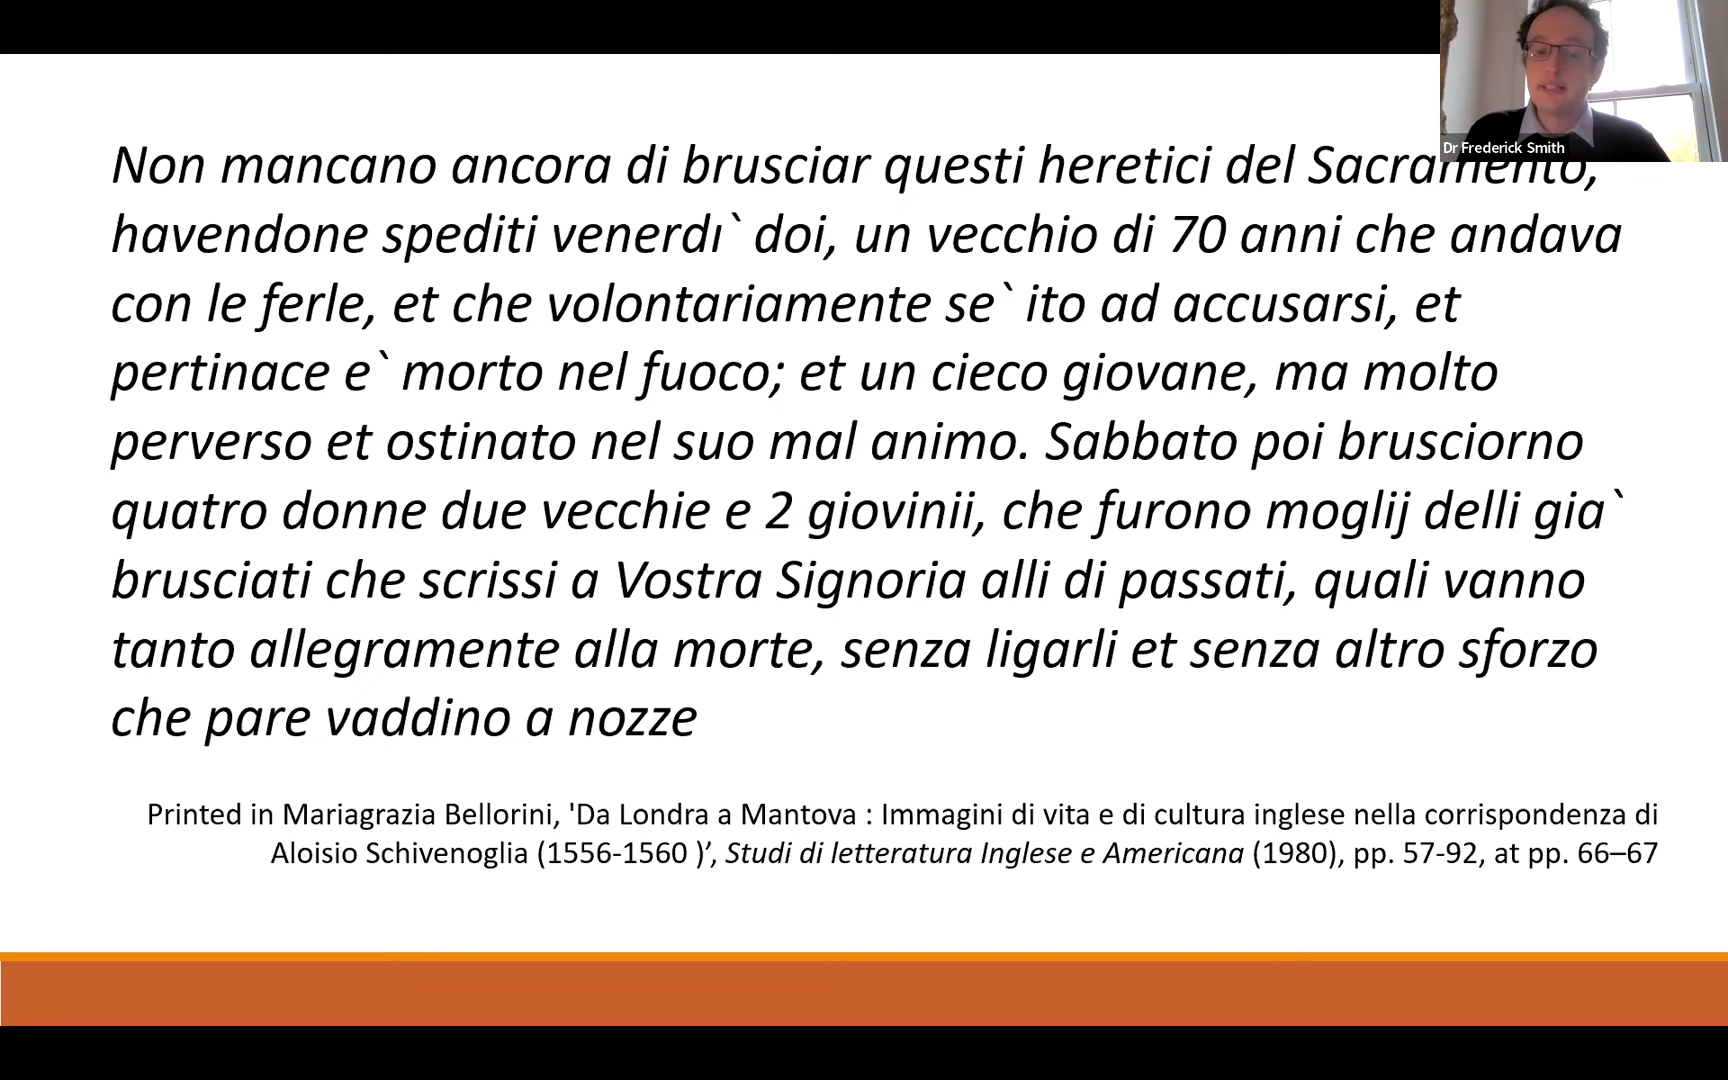 Dr Frederick Smith
Non mancano ancora di brusciar questi heretici del Sacramento,
havendone spediti venerdı` doi, un vecchio di 70 anni che andava
con le ferle, et che volontariamente se` ito ad accusarsi, et
pertinace e` morto nel fuoco; et un cieco giovane, ma molto
perverso et ostinato nel suo mal animo. Sabbato poi brusciorno
quatro donne due vecchie e 2 giovinii, che furono moglij delli gia`
brusciati che scrissi a Vostra Signoria alli di passati, quali vanno
tanto allegramente alla morte, senza ligarli et senza altro sforzo
che pare vaddino a nozze
Printed in Mariagrazia Bellorini, 'Da Londra a Mantova : Immagini di vita e di cultura inglese nella corrispondenza di
Aloisio Schivenoglia (1556-1560 )’, Studi di letteratura Inglese e Americana (1980), pp. 57-92, at pp. 66–67